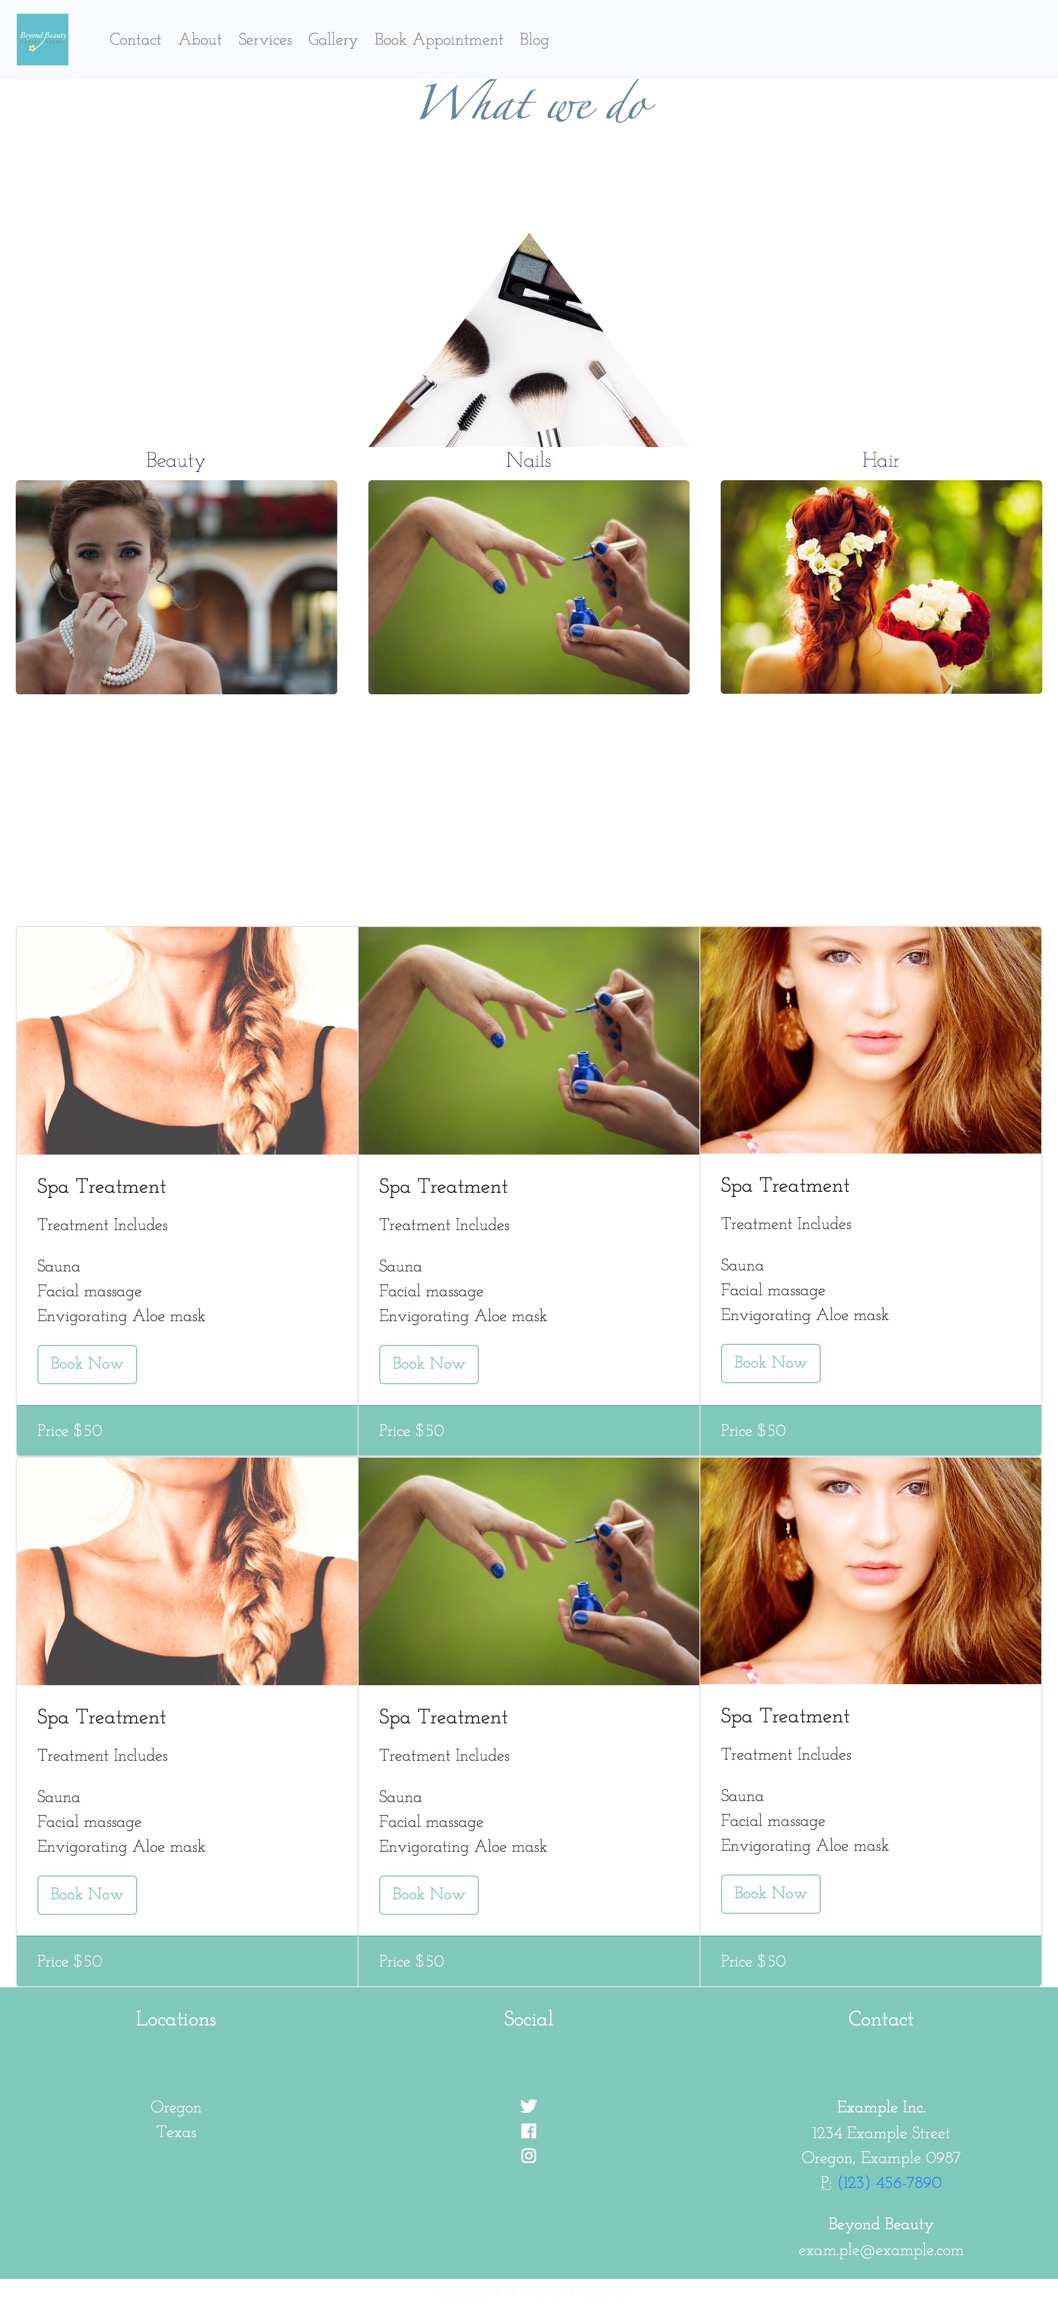 Beyond Beauty
Contact About Services Gallery Book Appointment Blog
What we do
Beauty Nails Hair
Spa Treatment Spa Treatment Spa Treatment
Treatment Includes Treatment Includes Treatment Includes
Sauna Sauna Sauna
Facial massage Facial massage Facial massage
Envigorating Aloe mask Envigorating Aloe mask Envigorating Aloe mask
Book Now Book Now Book Now
Price $50 Price $50 Price $50
Spa Treatment Spa Treatment Spa Treatment
Treatment Includes Treatment Includes Treatment Includes
Sauna Sauna Sauna
Facial massage Facial massage Facial massage
Envigorating Aloe mask Envigorating Aloe mask Envigorating Aloe mask
Book Now Book Now Book Now
Price $50 Price $50 Price $50
Locations Social Contact
Oregon
Texas
Example Inc.
1234 Example Street
Oregon, Example 0987
P: (123) 456-7890
Beyond Beauty
exam.ple@example.com